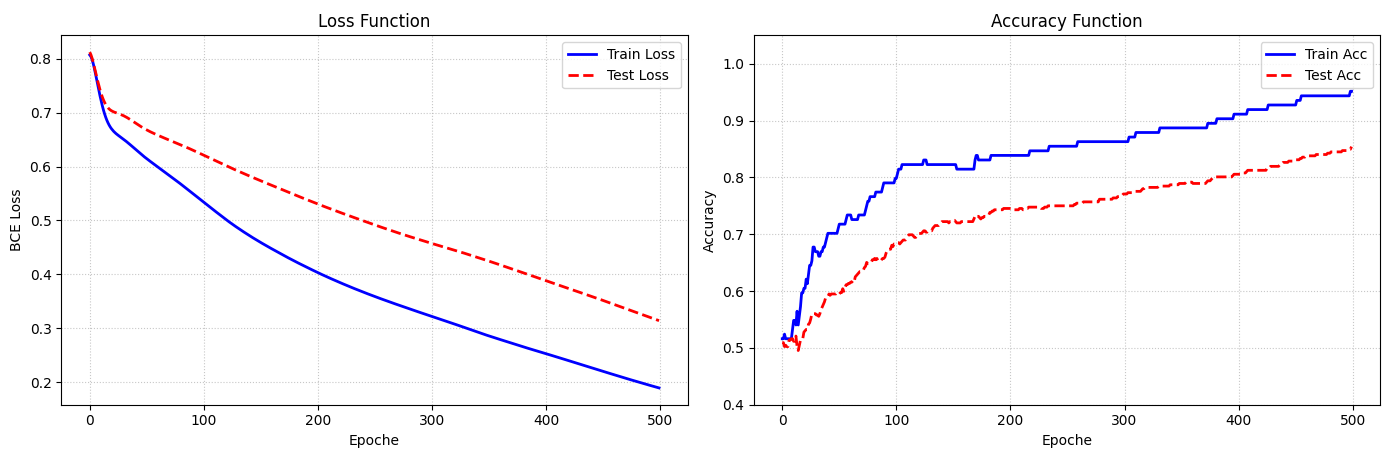 Loss Function
Train Loss
Test Loss
0.8
0.7
0.6
0.5
0.4
0.3
0.2
BCE Loss
0
100
200
300
400
500
Epoche
Accuracy Function
Train Acc
Test Acc
1.0
0.9
0.8
0.7
0.6
0.5
0.4
Accuracy
0
100
200
300
400
500
Epoche